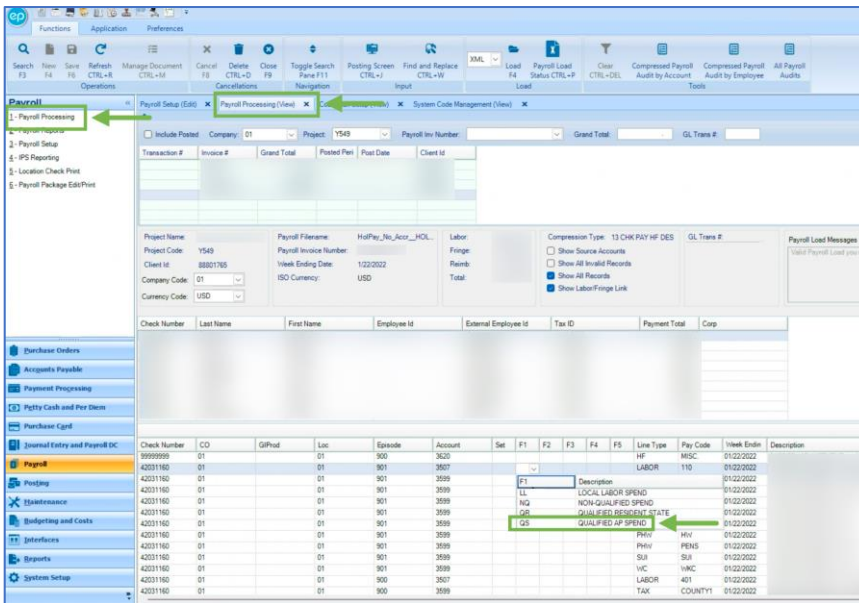 ep
Functions Application Preferences
Search F3 New F4 Save F6 Refresh CTRL+R Manage Document CTRL+M Cancel F8 Delete CTRL+D Close F9 Toggle Search Pane F11 Posting Screen CTRL+J Find and Replace CTRL+W XML Load F4 Payroll Load Status CTRL+P Clear CTRL+DEL Compressed Payroll Audit by Account Compressed Payroll Audit by Employee All Payroll Audits
Operations Cancellations Navigation Input Load Tools
Payroll Payroll Setup (Edit) Payroll Processing (View) System Code Management (View)
1 - Payroll Processing
2 - Payroll Reports
3 - Payroll Setup
4 - IPS Reporting
5 - Location Check Print
6 - Payroll Package Edit/Print
Include Posted Company: 01 Project Y549 Payroll Inv Number: Grand Total: GL Trans #:
Transaction # Invoice # Grand Total Posted Peri Post Date Client Id
Project Name: Payroll Filename: HolPay_No_Accr__HOL... Labor: Compression Type: 13 CHK PAY HF DES GL Trans #: Payroll Load Messages
Project Code: Y549 Payroll Invoice Number: Fringe: Show Source Accounts Valid Payroll Load you
Client Id: 88801765 Week Ending Date: 1/22/2022 Reimb: Show All Invalid Records
Company Code: 01 ISO Currency: USD Total: Show All Records
Currency Code: USD Show Labor/Fringe Link
Check Number Last Name First Name Employee Id External Employee Id Tax ID Payment Total Corp
Purchase Orders
Accounts Payable
Payment Processing
Petty Cash and Per Diem
Purchase Card
Journal Entry and Payroll DC
Payroll
Posting
Maintenance
Budgeting and Costs
Interfaces
Reports
System Setup
Check Number CO G/Prod Loc Episode Account Set F1 F2 F3 F4 F5 Line Type Pay Code Week Endin Description
99999999 01 01 900 3620 HF MISC. 01/22/2022
42031160 01 01 901 3507 LABOR 110 01/22/2022
42031160 01 01 901 3599 F1 Description 01/22/2022
42031160 01 01 901 3599 LL LOCAL LABOR SPEND 01/22/2022
42031160 01 01 901 3599 NQ NON-QUALIFIED SPEND 01/22/2022
42031160 01 01 901 3599 QR QUALIFIED RESIDENT STATE 01/22/2022
42031160 01 01 901 3599 QS QUALIFIED AP SPEND 01/22/2022
42031160 01 01 901 3599 PHW HW 01/22/2022
42031160 01 01 901 3599 PHW PENS 01/22/2022
42031160 01 01 901 3599 SUI SUI 01/22/2022
42031160 01 01 901 3599 WC WKC 01/22/2022
42031160 01 01 900 3507 LABOR 401 01/22/2022
42031160 01 01 900 3599 TAX COUNTY1 01/22/2022